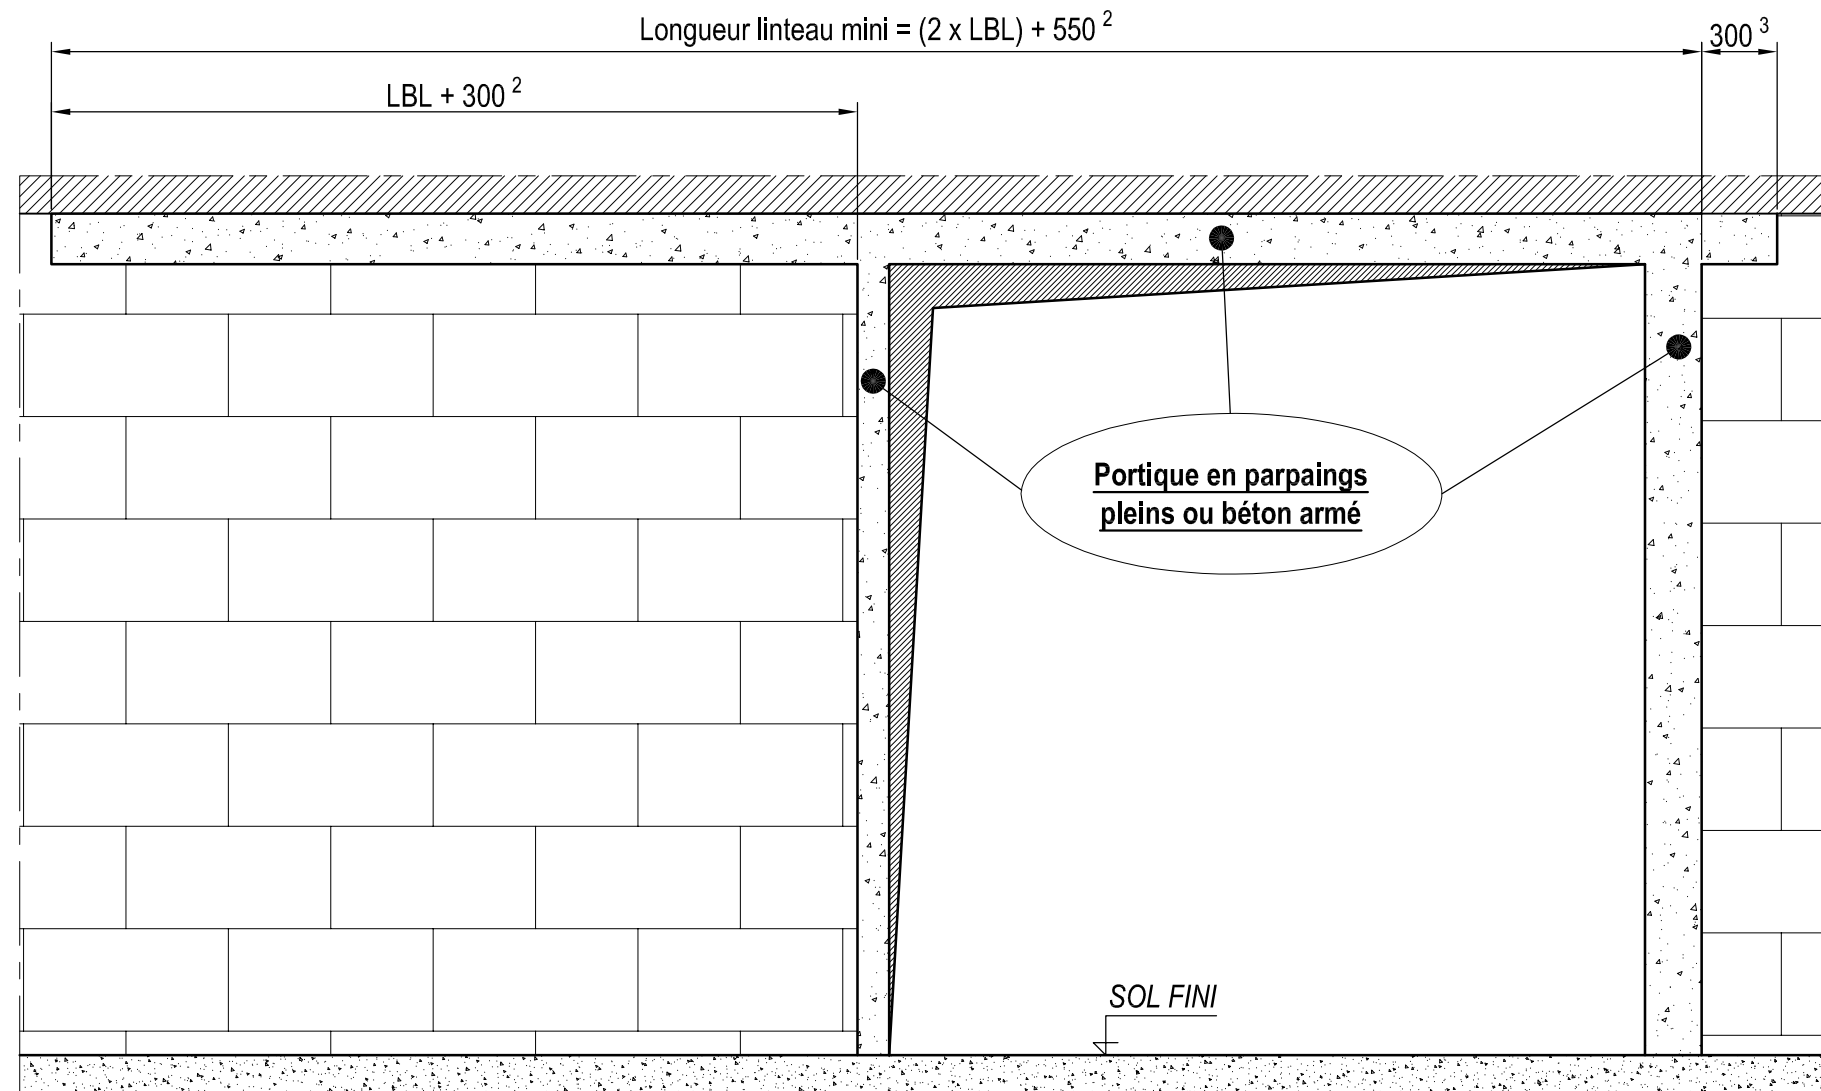 Longueur linteau mini = (2 x LBL) + 550 ²
300 ³
LBL + 300 ²
Portique en parpaings
pleins ou béton armé
SOL FINI